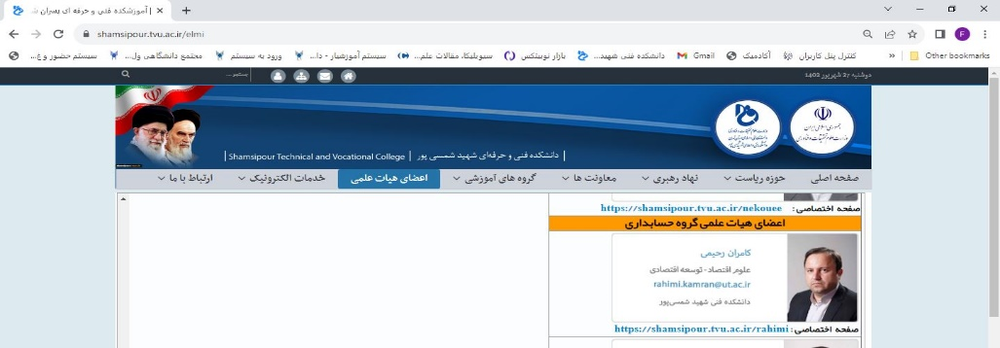 | آموزشکده فنی و حرفه ای پسران ش
shamsipour.tvu.ac.ir/elmi
F
کنترل پنل کاربران
آکادمیک
Gmail
دانشکده فنی شهید...
بازار نوبیتکس
سیویلیکا، مقالات علم...
سیستم آموزشیار - دا...
ورود به سیستم
مجتمع دانشگاهی ول...
سیستم حضور و غ...
»
Other bookmarks
دوشنبه 27 شهریور 1402
جستجو ...
| دانشکده فنی و حرفه‌ای شهید شمسی پور | Shamsipour Technical and Vocational College |
صفحه اصلی
حوزه ریاست
نهاد رهبری
معاونت ها
گروه های آموزشی
اعضای هیات علمی
خدمات الکترونیک
ارتباط با ما
صفحه اختصاصی: https://shamsipour.tvu.ac.ir/nekouee
اعضای هیات علمی گروه حسابداری
کامران رحیمی
علوم اقتصاد - توسعه اقتصادی
rahimi.kamran@ut.ac.ir
دانشکده فنی شهید شمسی‌پور
صفحه اختصاصی: https://shamsipour.tvu.ac.ir/rahimi